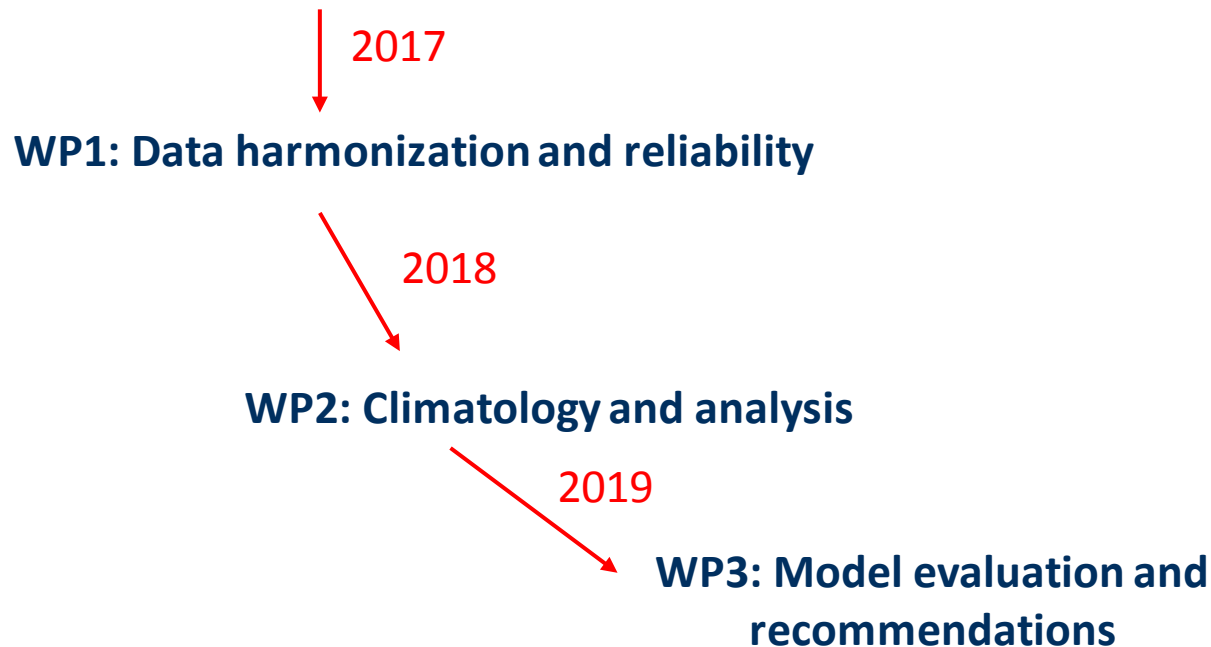 2017
WP1: Data harmonization and reliability
2018
WP2: Climatology and analysis
2019
WP3: Model evaluation and
recommendations